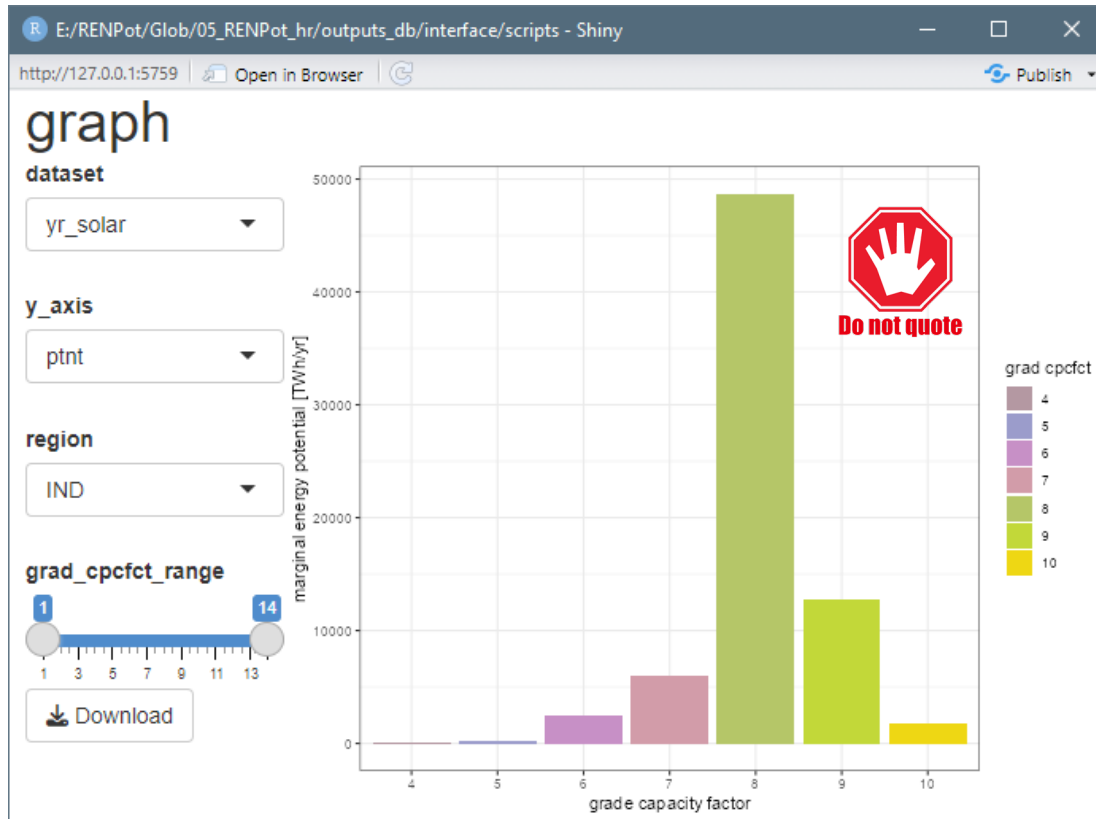 R E:/RENPot/Glob/05_RENPot_hr/outputs_db/interface/scripts - Shiny
http://127.0.0.1:5759 Open in Browser Publish
graph
dataset
yr_solar
y_axis
ptnt
region
IND
grad_cpcfct_range
1 14
1 3 5 7 9 11 13
Download
marginal energy potential [TWh/yr]
50000
40000
30000
20000
10000
0
4 5 6 7 8 9 10
grade capacity factor
Do not quote
grad cpcfct
4
5
6
7
8
9
10